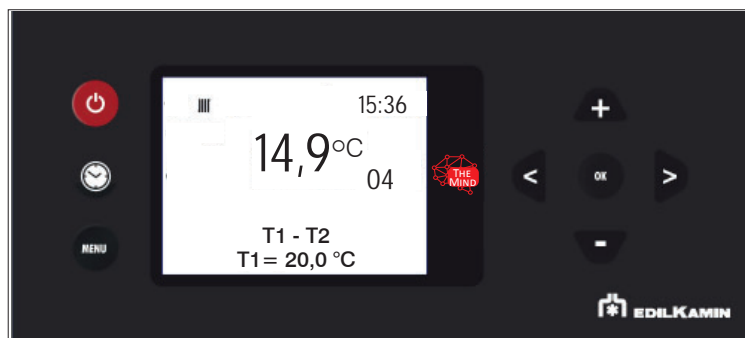 15:36
14,9°C
04
THE
MIND
<
OK
>
MENU
T1 - T2
T1= 20,0 °C
+
-
EDILKAMIN